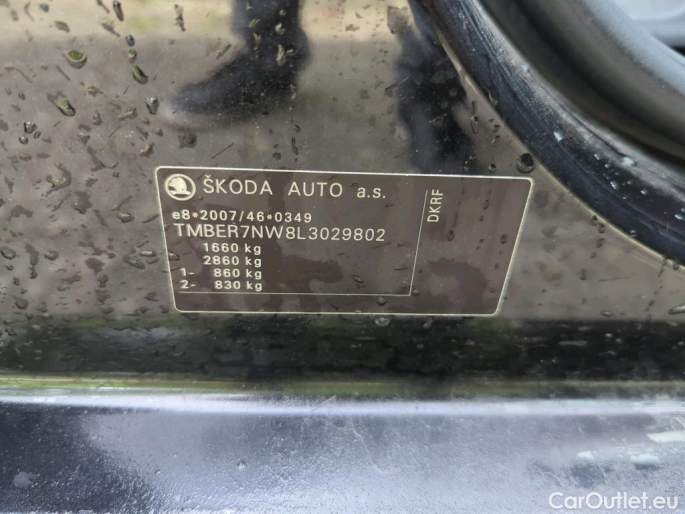 ŠKODA AUTO a.s.
e8*2007/46*0349
TMBER7NW8L3029802
1660 kg
2860 kg
1- 860 kg
2- 830 kg
DKRF
CarOutlet.eu